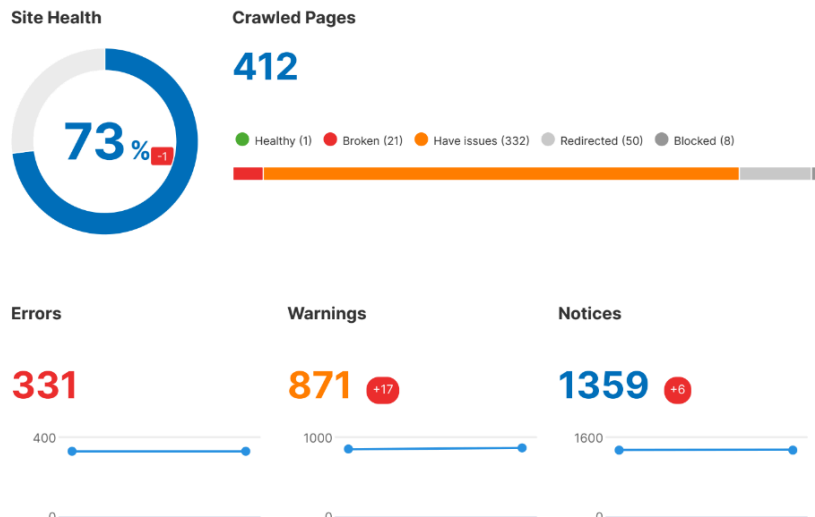 Site Health
73 %
-1
Crawled Pages
412
Healthy (1) Broken (21) Have issues (332) Redirected (50) Blocked (8)
Errors
331
400
0
Warnings
871 +17
1000
0
Notices
1359 +6
1600
0